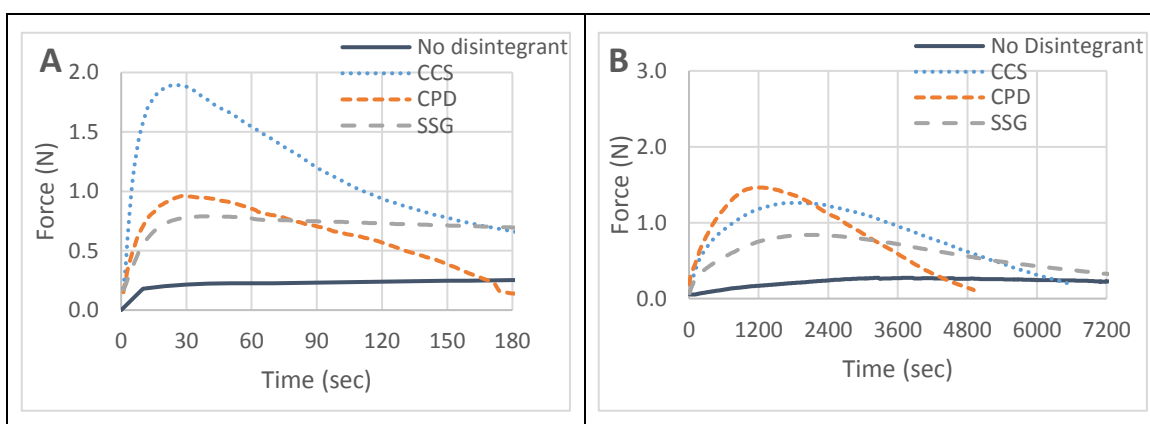 A
No disintegrant
CCS
CPD
SSG
2.0
1.5
1.0
0.5
0.0
Force (N)
0 30 60 90 120 150 180
Time (sec)
B
No Disintegrant
CCS
CPD
SSG
3.0
2.0
1.0
0.0
Force (N)
0 1200 2400 3600 4800 6000 7200
Time (sec)